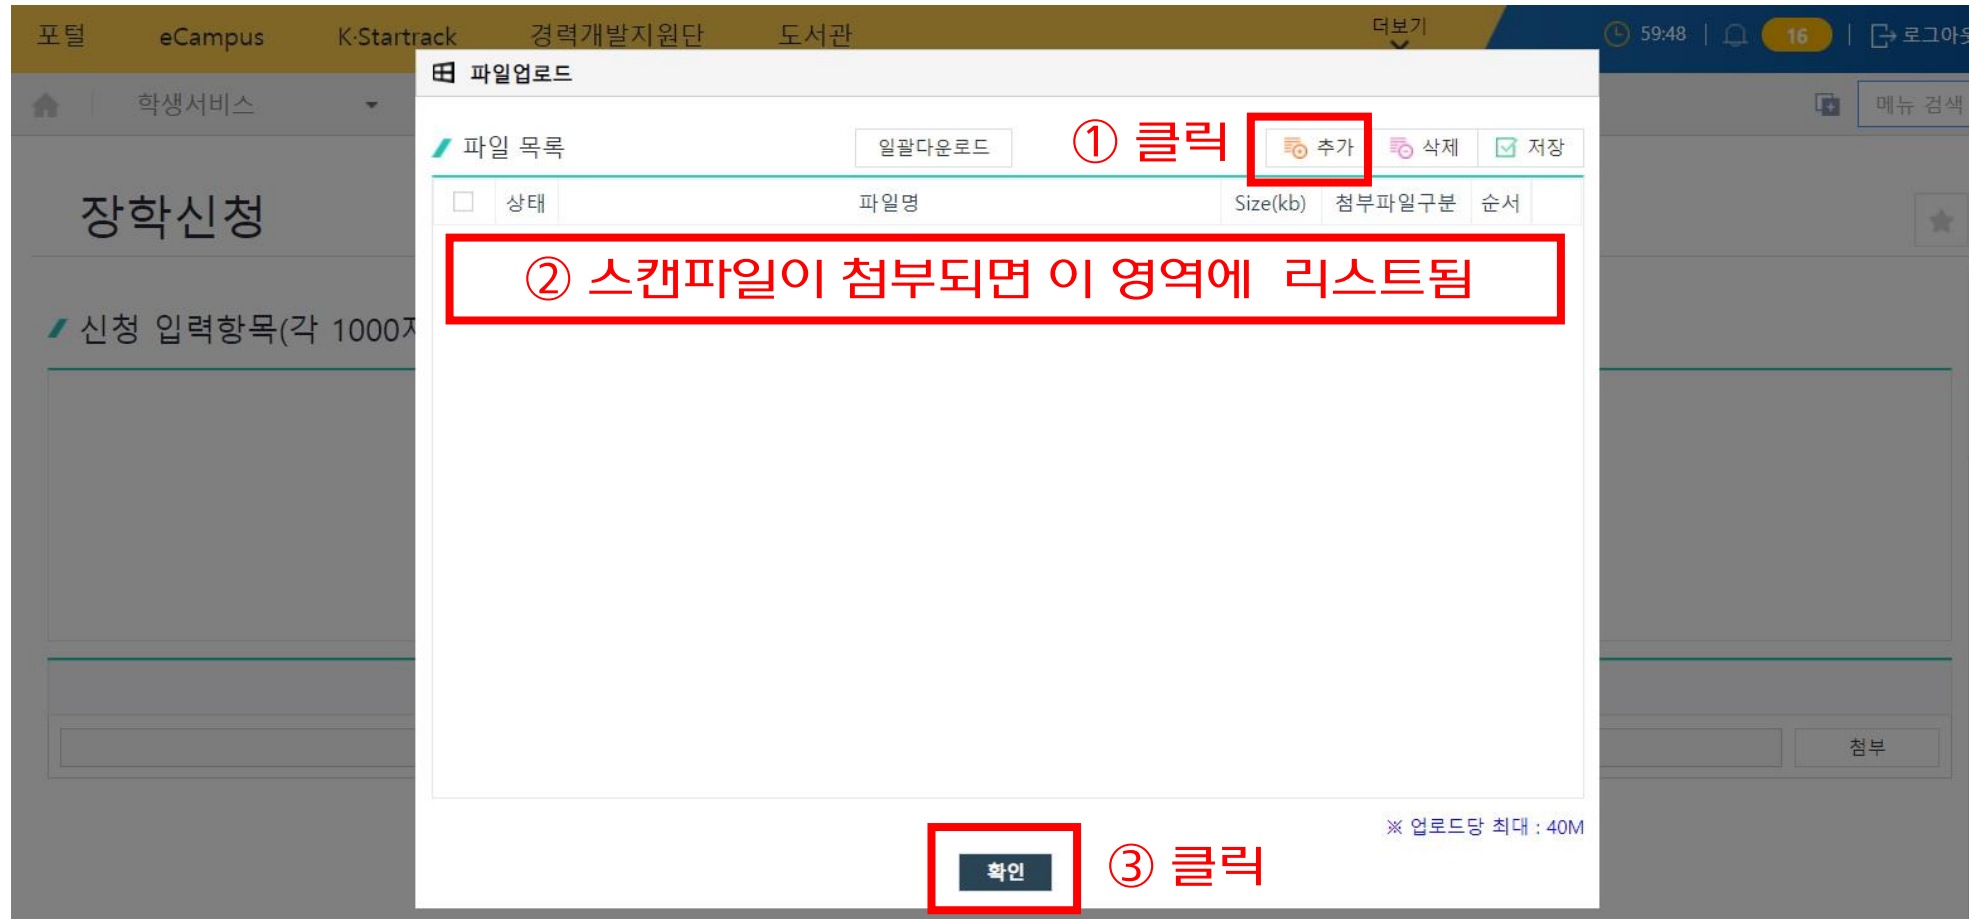 포털 eCampus K·Startrack 경력개발지원단 도서관 더보기 59:48 16 로그아웃
파일업로드
학생서비스 메뉴 검색
파일 목록 일괄다운로드 ① 클릭 추가 삭제 저장
상태 파일명 Size(kb) 첨부파일구분 순서
장학신청
② 스캔파일이 첨부되면 이 영역에 리스트됨
신청 입력항목(각 1000자
첨부
※ 업로드당 최대 : 40M
확인 ③ 클릭